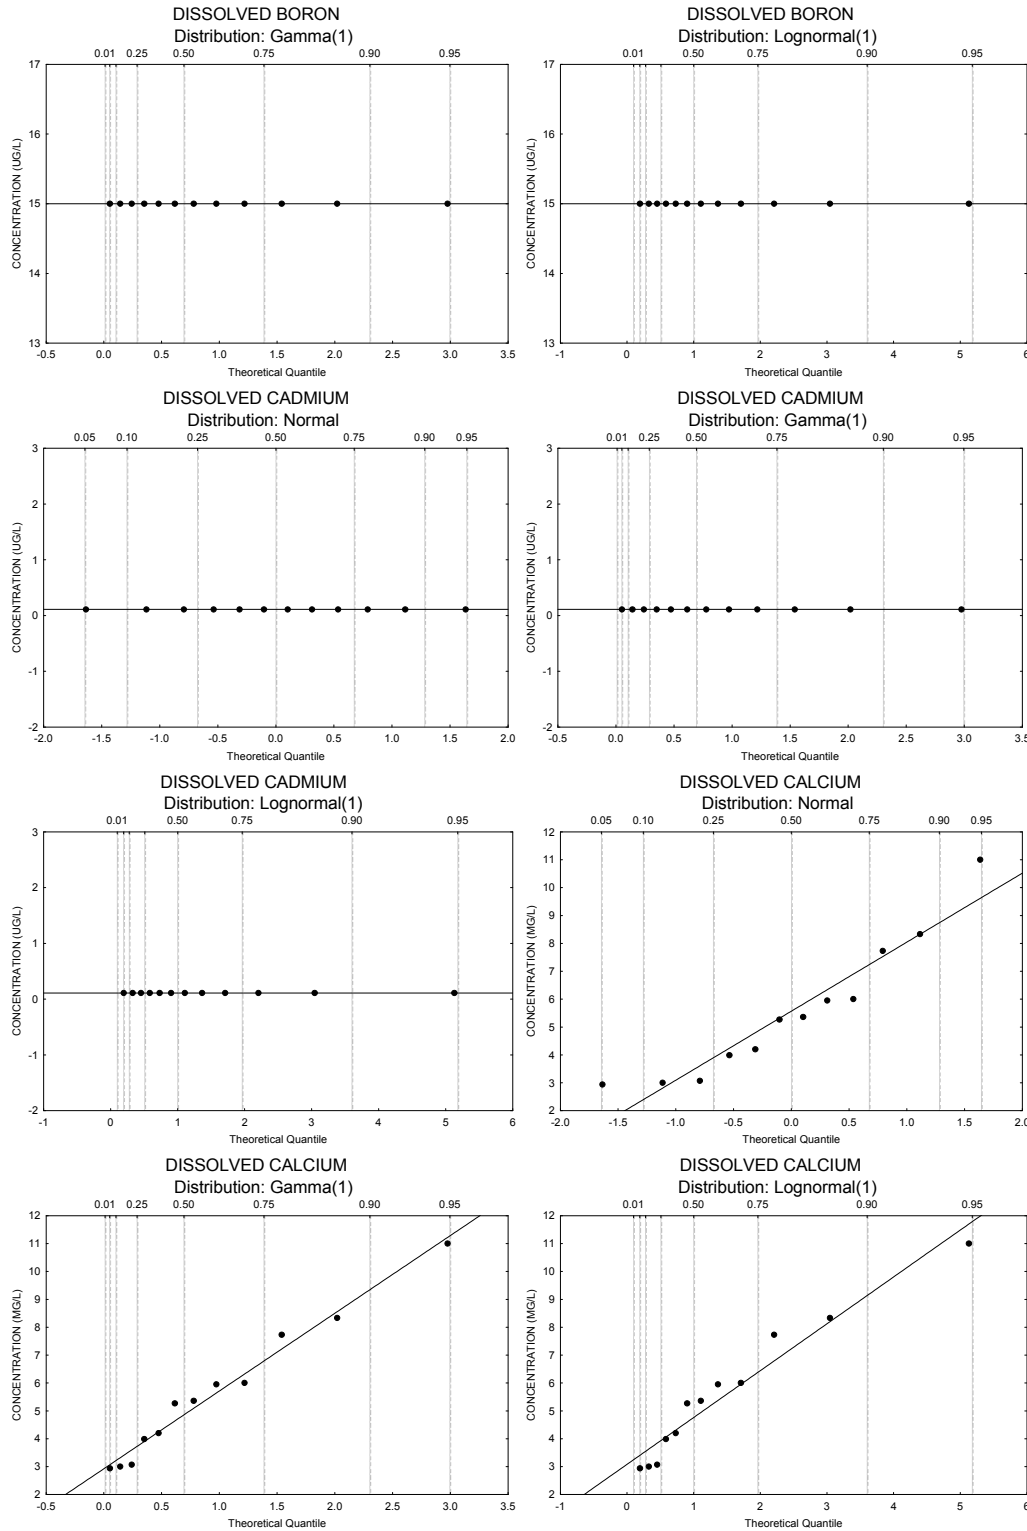 DISSOLVED BORON
Distribution: Gamma(1)
0.01 0.25 0.50 0.75 0.90 0.95
17
16
15
14
13
CONCENTRATION (UG/L)
-0.5 0.0 0.5 1.0 1.5 2.0 2.5 3.0 3.5
Theoretical Quantile
DISSOLVED BORON
Distribution: Lognormal(1)
0.01 0.50 0.75 0.90 0.95
17
16
15
14
13
CONCENTRATION (UG/L)
-1 0 1 2 3 4 5 6
Theoretical Quantile
DISSOLVED CADMIUM
Distribution: Normal
0.05 0.10 0.25 0.50 0.75 0.90 0.95
3
2
1
0
-1
-2
CONCENTRATION (UG/L)
-2.0 -1.5 -1.0 -0.5 0.0 0.5 1.0 1.5 2.0
Theoretical Quantile
DISSOLVED CADMIUM
Distribution: Gamma(1)
0.01 0.25 0.50 0.75 0.90 0.95
3
2
1
0
-1
-2
CONCENTRATION (UG/L)
-0.5 0.0 0.5 1.0 1.5 2.0 2.5 3.0 3.5
Theoretical Quantile
DISSOLVED CADMIUM
Distribution: Lognormal(1)
0.01 0.50 0.75 0.90 0.95
3
2
1
0
-1
-2
CONCENTRATION (UG/L)
-1 0 1 2 3 4 5 6
Theoretical Quantile
DISSOLVED CALCIUM
Distribution: Normal
0.05 0.10 0.25 0.50 0.75 0.90 0.95
12
11
10
9
8
7
6
5
4
3
2
CONCENTRATION (MG/L)
-2.0 -1.5 -1.0 -0.5 0.0 0.5 1.0 1.5 2.0
Theoretical Quantile
DISSOLVED CALCIUM
Distribution: Gamma(1)
0.01 0.25 0.50 0.75 0.90 0.95
12
11
10
9
8
7
6
5
4
3
2
CONCENTRATION (MG/L)
-0.5 0.0 0.5 1.0 1.5 2.0 2.5 3.0 3.5
Theoretical Quantile
DISSOLVED CALCIUM
Distribution: Lognormal(1)
0.01 0.50 0.75 0.90 0.95
12
11
10
9
8
7
6
5
4
3
2
CONCENTRATION (MG/L)
-1 0 1 2 3 4 5 6
Theoretical Quantile